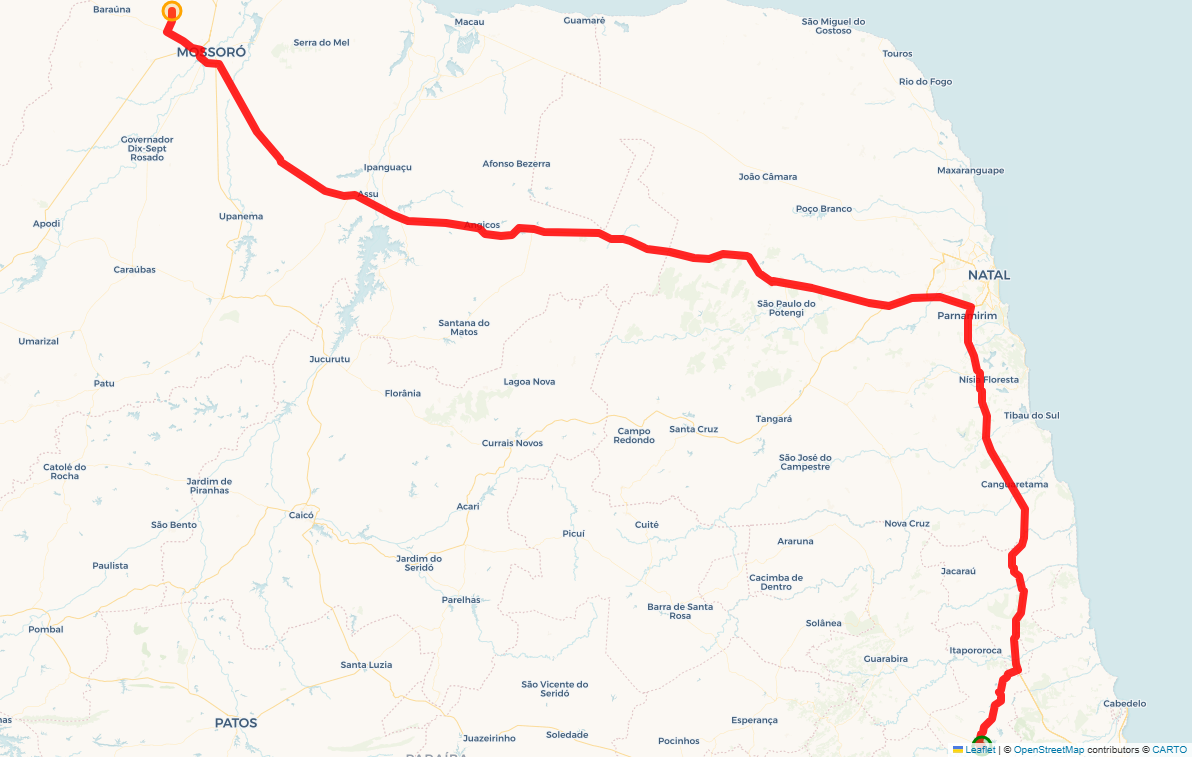 Baraúna
Macau
Guamaré
São Miguel do
Gostoso
MOSSORÓ
Serra do Mel
Touros
Rio do Fogo
Governador
Dix-Sept
Rosado
Ipanguaçu
Afonso Bezerra
João Câmara
Maxaranguape
Assu
Apodi
Upanema
Angicos
Poço Branco
Caraúbas
NATAL
São Paulo do
Potengi
Parnamirim
Santana do
Matos
Umarizal
Jucurutu
Patu
Florânia
Lagoa Nova
Nísia Floresta
Tibau do Sul
Tangará
Campo
Redondo
Santa Cruz
Currais Novos
Catolé do
Rocha
São José do
Campestre
Jardim de
Piranhas
Canguaretama
Acari
São Bento
Caicó
Picuí
Cuité
Nova Cruz
Araruna
Paulista
Jardim do
Seridó
Jacaraú
Cacimba de
Dentro
Parelhas
Barra de Santa
Rosa
Pombal
Solânea
Itapororoca
Santa Luzia
Guarabira
São Vicente do
Seridó
Cabedelo
PATOS
Esperança
Juazeirinho
Soledade
Pocinhos
Leaflet | © OpenStreetMap contributors © CARTO